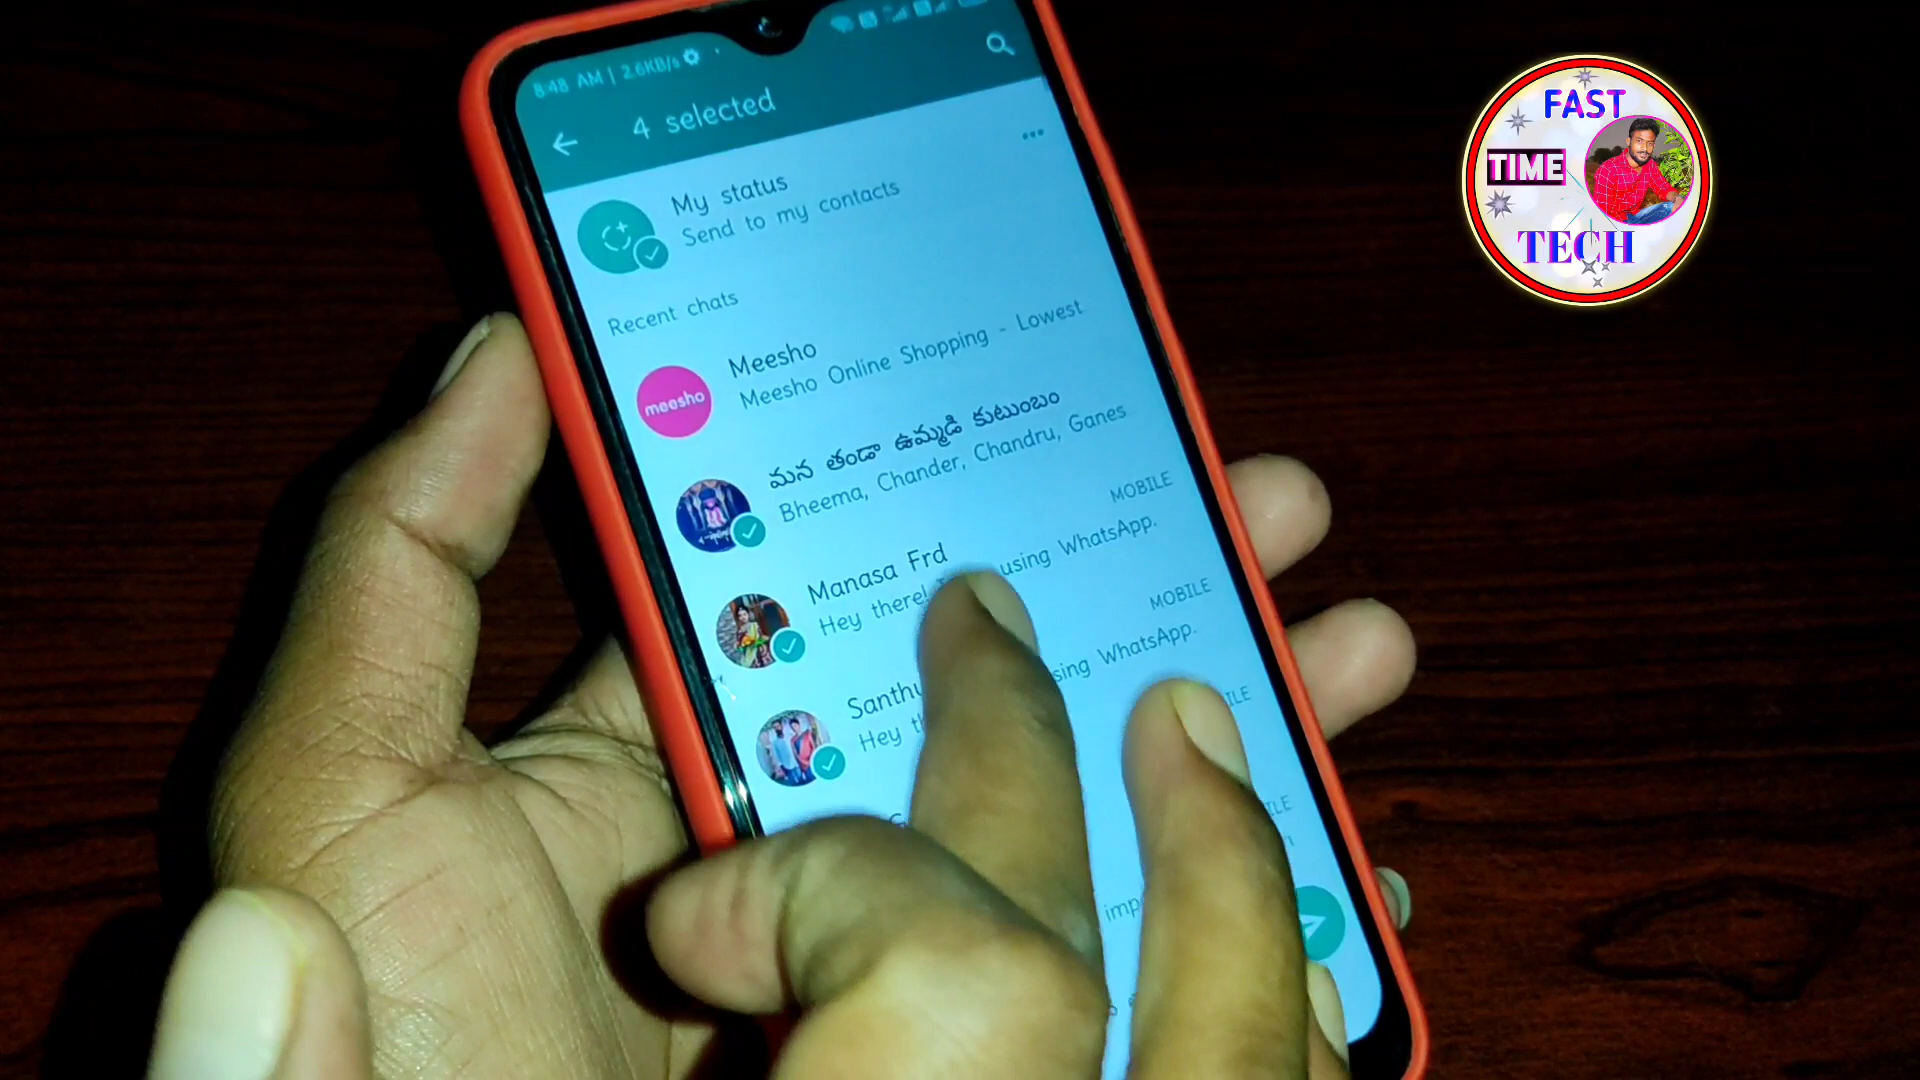 8:48 AM | 2.6KB/s
4 selected
My status
Send to my contacts
Recent chats
meesho
Meesho
Meesho Online Shopping - Lowest
మన తండా ఉమ్మడి కుటుంబం
Bheema, Chander, Chandru, Ganes
MOBILE
Manasa Frd
Hey there! using WhatsApp.
MOBILE
Santhu
Hey using WhatsApp.
FAST
TIME
TECH